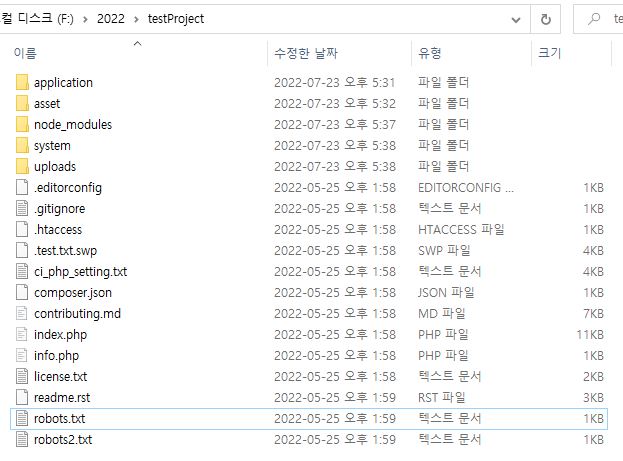 컬 디스크 (F:) > 2022 > testProject
이름 수정한 날짜 유형 크기
application 2022-07-23 오후 5:31 파일 폴더
asset 2022-07-23 오후 5:32 파일 폴더
node_modules 2022-07-23 오후 5:37 파일 폴더
system 2022-07-23 오후 5:38 파일 폴더
uploads 2022-07-23 오후 5:38 파일 폴더
.editorconfig 2022-05-25 오후 1:58 EDITORCONFIG ... 1KB
.gitignore 2022-05-25 오후 1:58 텍스트 문서 1KB
.htaccess 2022-05-25 오후 1:58 HTACCESS 파일 1KB
.test.txt.swp 2022-05-25 오후 1:58 SWP 파일 4KB
ci_php_setting.txt 2022-05-25 오후 1:58 텍스트 문서 4KB
composer.json 2022-05-25 오후 1:58 JSON 파일 1KB
contributing.md 2022-05-25 오후 1:58 MD 파일 7KB
index.php 2022-05-25 오후 1:58 PHP 파일 11KB
info.php 2022-05-25 오후 1:58 PHP 파일 1KB
license.txt 2022-05-25 오후 1:58 텍스트 문서 2KB
readme.rst 2022-05-25 오후 1:59 RST 파일 3KB
robots.txt 2022-05-25 오후 1:59 텍스트 문서 1KB
robots2.txt 2022-05-25 오후 1:59 텍스트 문서 1KB